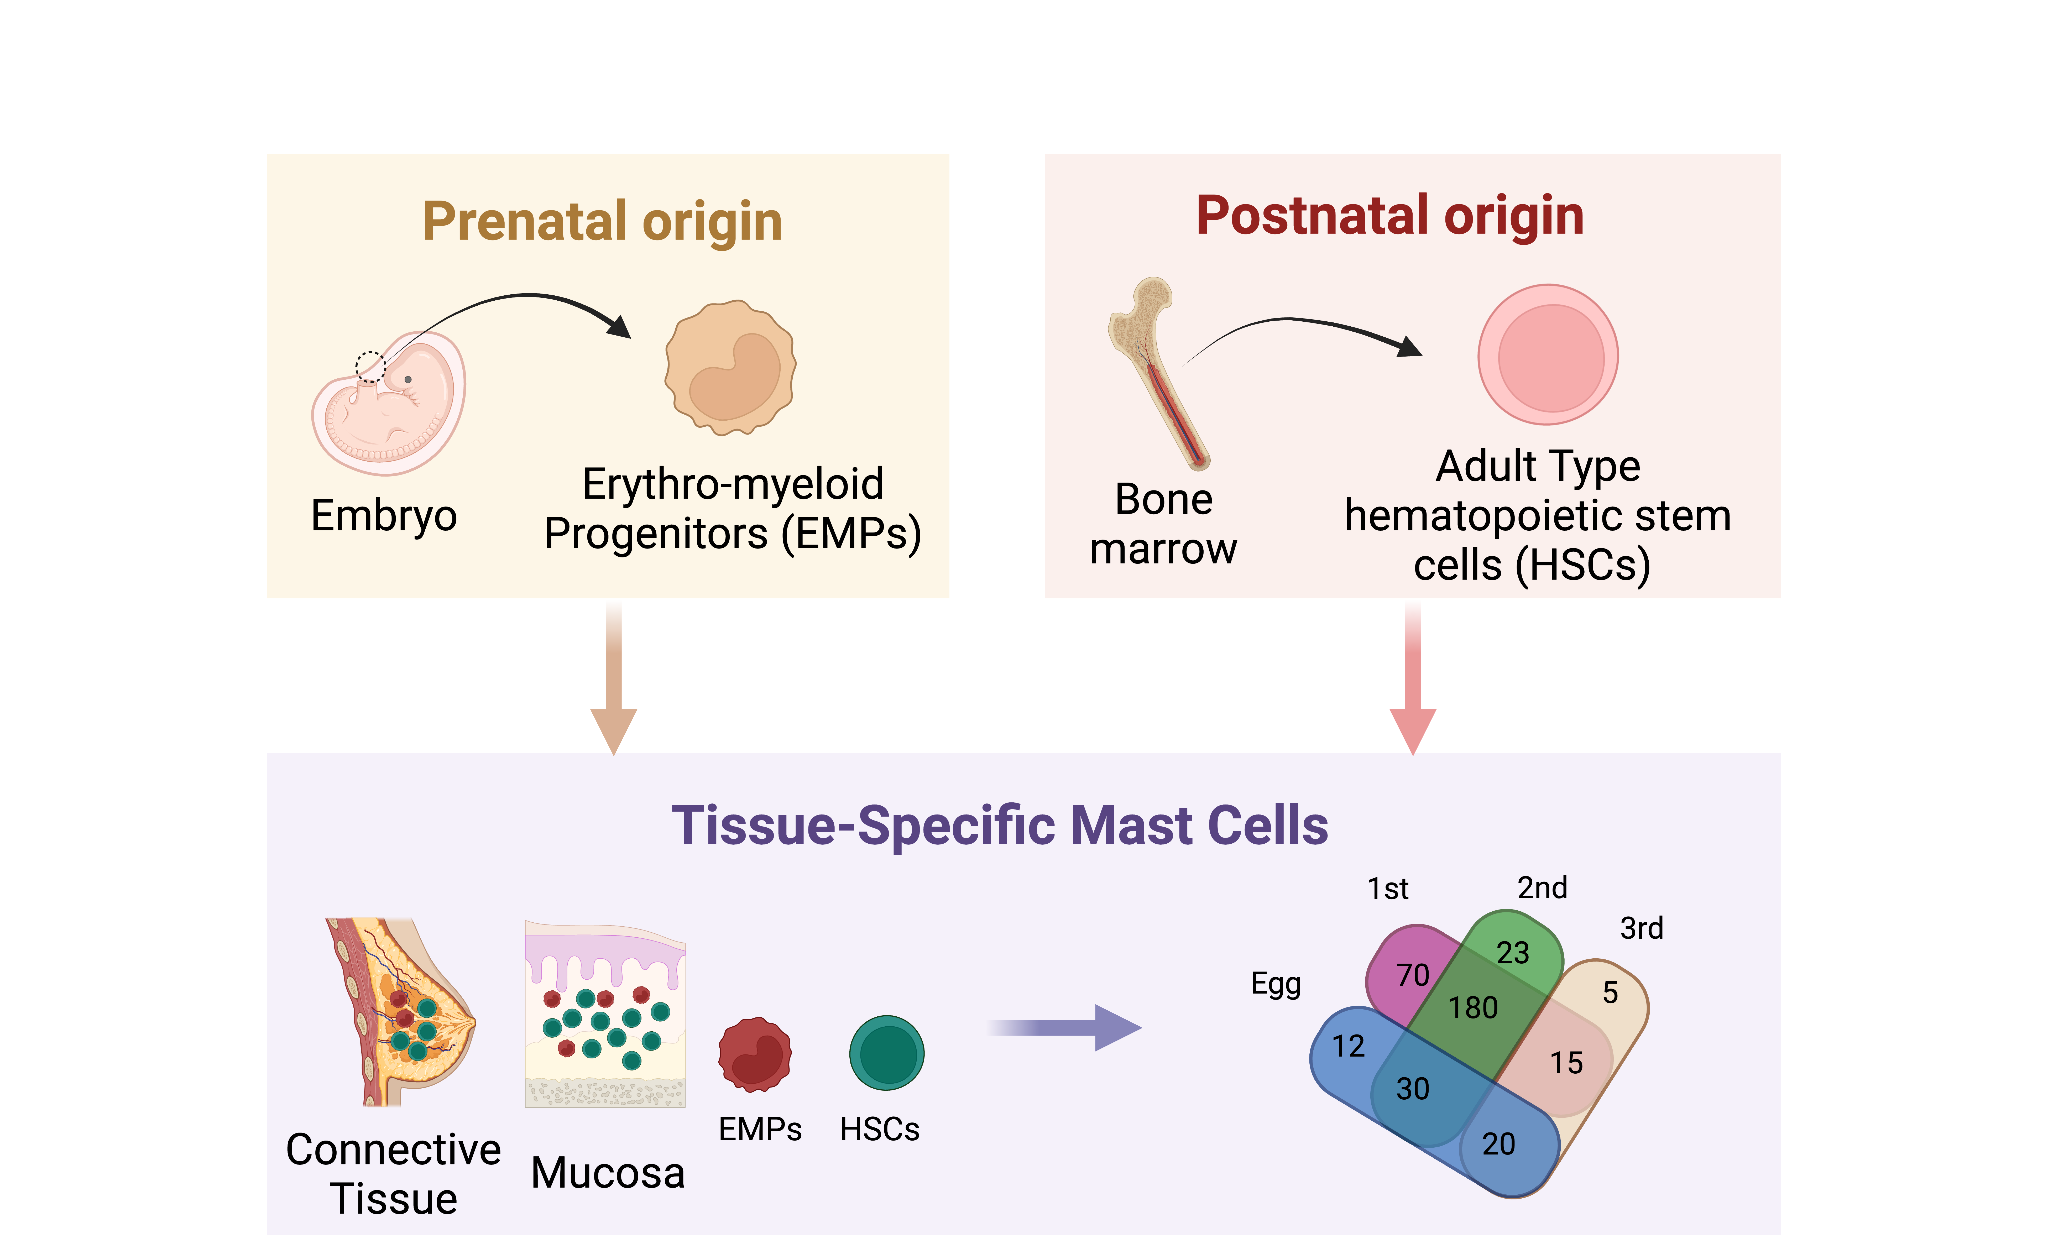 Prenatal origin
Embryo
Erythro-myeloid
Progenitors (EMPs)
Postnatal origin
Bone
marrow
Adult Type
hematopoietic stem
cells (HSCs)
Tissue-Specific Mast Cells
Connective
Tissue
Mucosa
EMPs
HSCs
1st
2nd
3rd
Egg
70
23
5
180
12
15
30
20